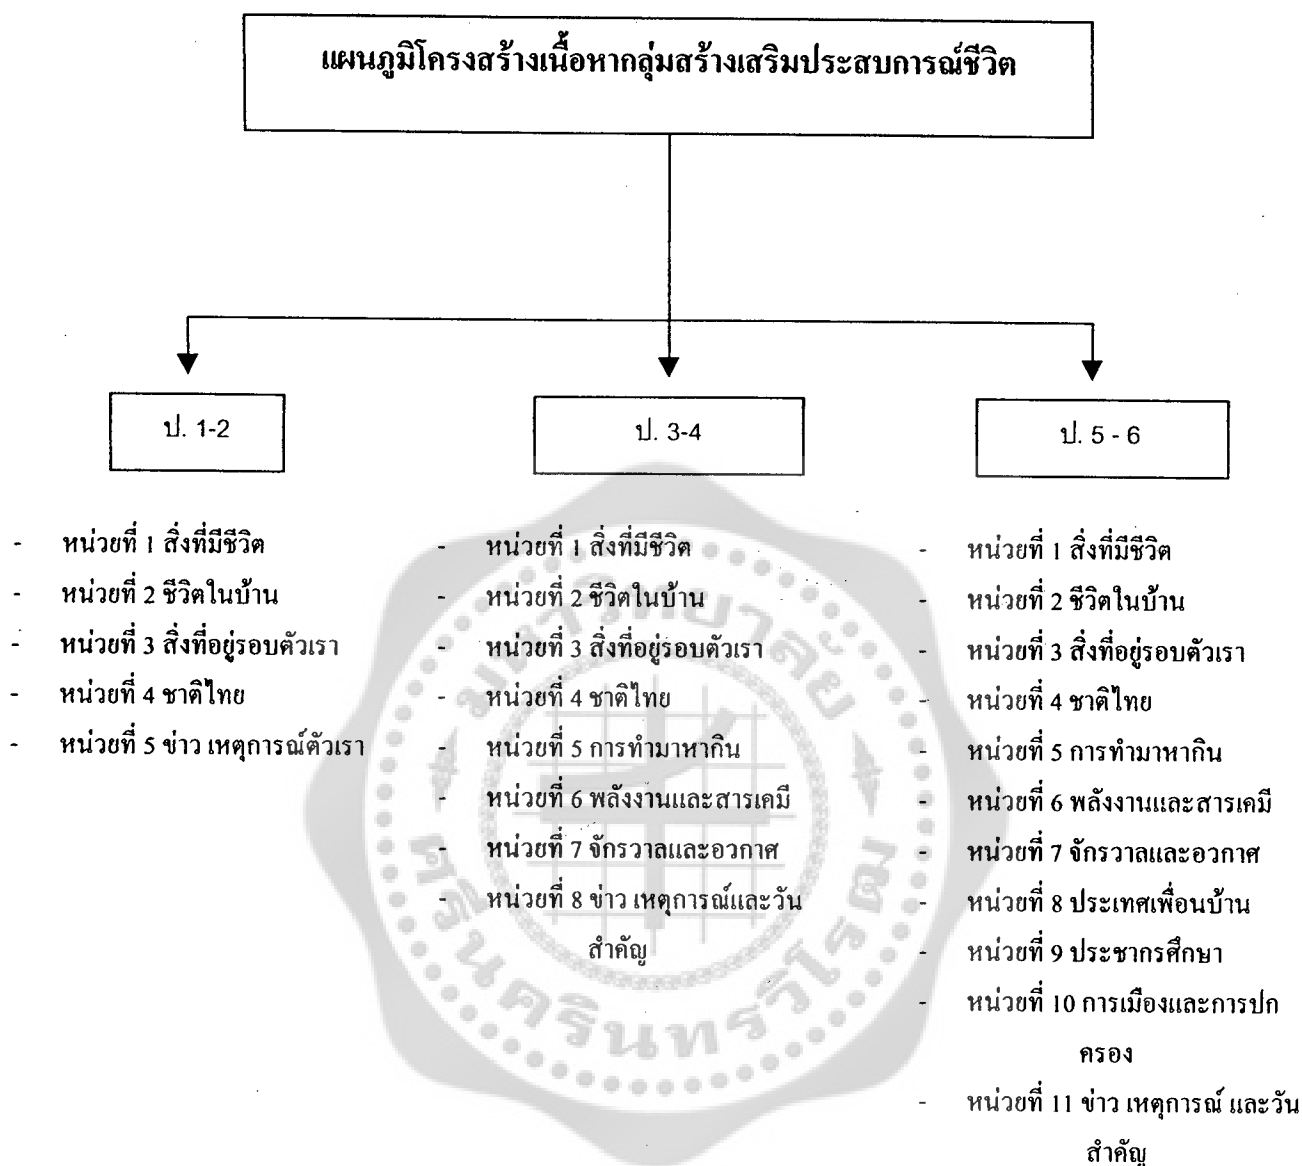 แผนภูมิโครงสร้างเนื้อหากลุ่มสร้างเสริมประสบการณ์ชีวิต
ป. 1-2
- หน่วยที่ 1 สิ่งที่มีชีวิต
- หน่วยที่ 2 ชีวิตในบ้าน
- หน่วยที่ 3 สิ่งที่อยู่รอบตัวเรา
- หน่วยที่ 4 ชาติไทย
- หน่วยที่ 5 ข่าว เหตุการณ์ตัวเรา
ป. 3-4
- หน่วยที่ 1 สิ่งที่มีชีวิต
- หน่วยที่ 2 ชีวิตในบ้าน
- หน่วยที่ 3 สิ่งที่อยู่รอบตัวเรา
- หน่วยที่ 4 ชาติไทย
- หน่วยที่ 5 การทำมาหากิน
- หน่วยที่ 6 พลังงานและสารเคมี
- หน่วยที่ 7 จักรวาลและอวกาศ
- หน่วยที่ 8 ข่าว เหตุการณ์และวัน
สำคัญ
ป. 5 - 6
- หน่วยที่ 1 สิ่งที่มีชีวิต
- หน่วยที่ 2 ชีวิตในบ้าน
- หน่วยที่ 3 สิ่งที่อยู่รอบตัวเรา
- หน่วยที่ 4 ชาติไทย
- หน่วยที่ 5 การทำมาหากิน
- หน่วยที่ 6 พลังงานและสารเคมี
- หน่วยที่ 7 จักรวาลและอวกาศ
- หน่วยที่ 8 ประเทศเพื่อนบ้าน
- หน่วยที่ 9 ประชากรศึกษา
- หน่วยที่ 10 การเมืองและการปก
ครอง
- หน่วยที่ 11 ข่าว เหตุการณ์ และวัน
สำคัญ
มหาวิทยาลัย
ศรีนครินทรวิโรฒ